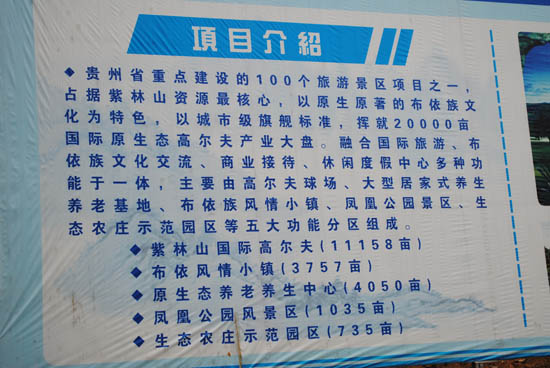 項目介紹
◆ 贵州省重点建设的100个旅游景区项目之一，
占据紫林山资源最核心，以原生原著的布依族文
化为特色，以城市级旗舰标准，挥就20000亩
国际原生态高尔夫产业大盘。融合国际旅游、布
依族文化交流、商业接待、休闲度假中心多种功
能于一体，主要由高尔夫球场、大型居家式养生
养老基地、布依族风情小镇、凤凰公园景区、生
态农庄示范园区等五大功能分区组成。
◆ 紫林山国际高尔夫(11158亩)
◆ 布依风情小镇(3757亩)
◆ 原生态养老养生中心(4050亩)
◆ 凤凰公园风景区(1035亩)
◆ 生态农庄示范园区(735亩)